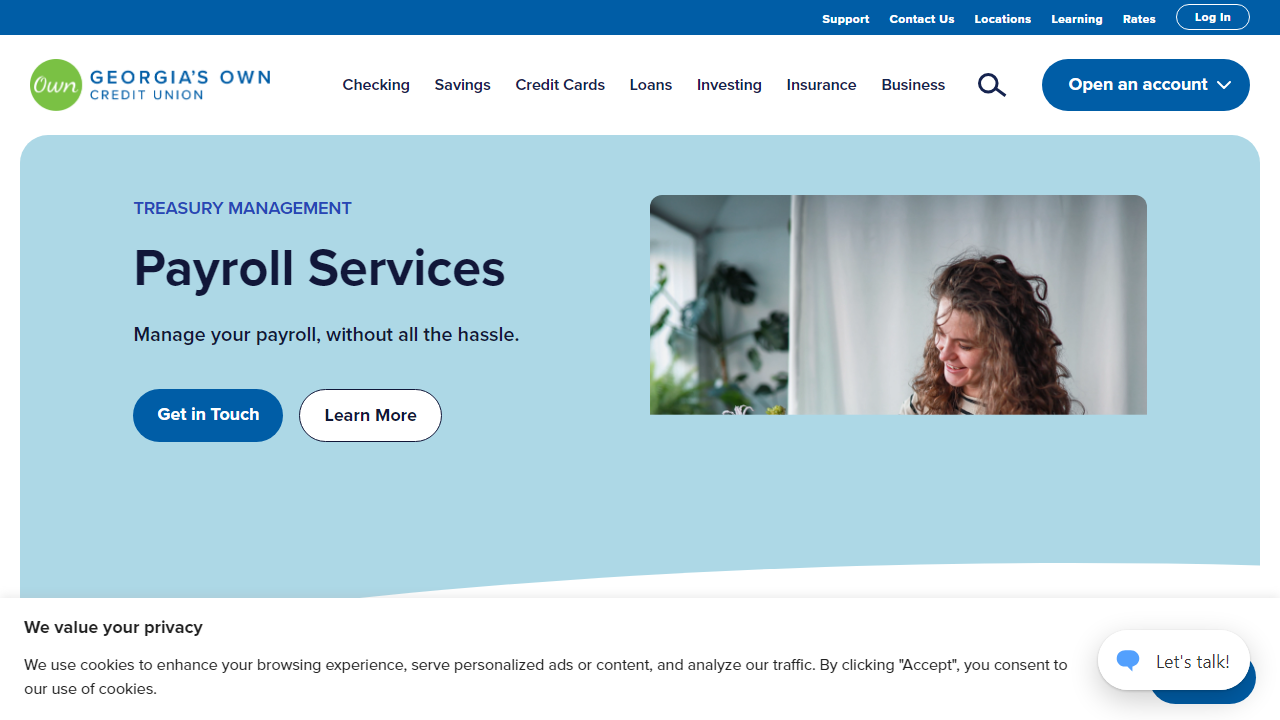 Support Contact Us Locations Learning Rates Log In
Own GEORGIA'S OWN
CREDIT UNION
Checking Savings Credit Cards Loans Investing Insurance Business Open an account
TREASURY MANAGEMENT
Payroll Services
Manage your payroll, without all the hassle.
Get in Touch Learn More
We value your privacy
We use cookies to enhance your browsing experience, serve personalized ads or content, and analyze our traffic. By clicking "Accept", you consent to
our use of cookies.
Let's talk!